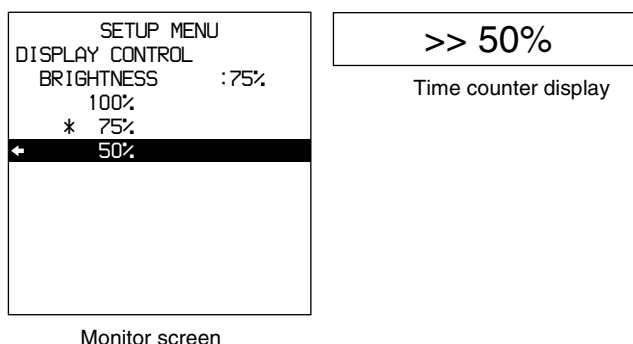 SETUP MENU
DISPLAY CONTROL
BRIGHTNESS :75%
100%
* 75%
← 50%
Monitor screen
>> 50%
Time counter display